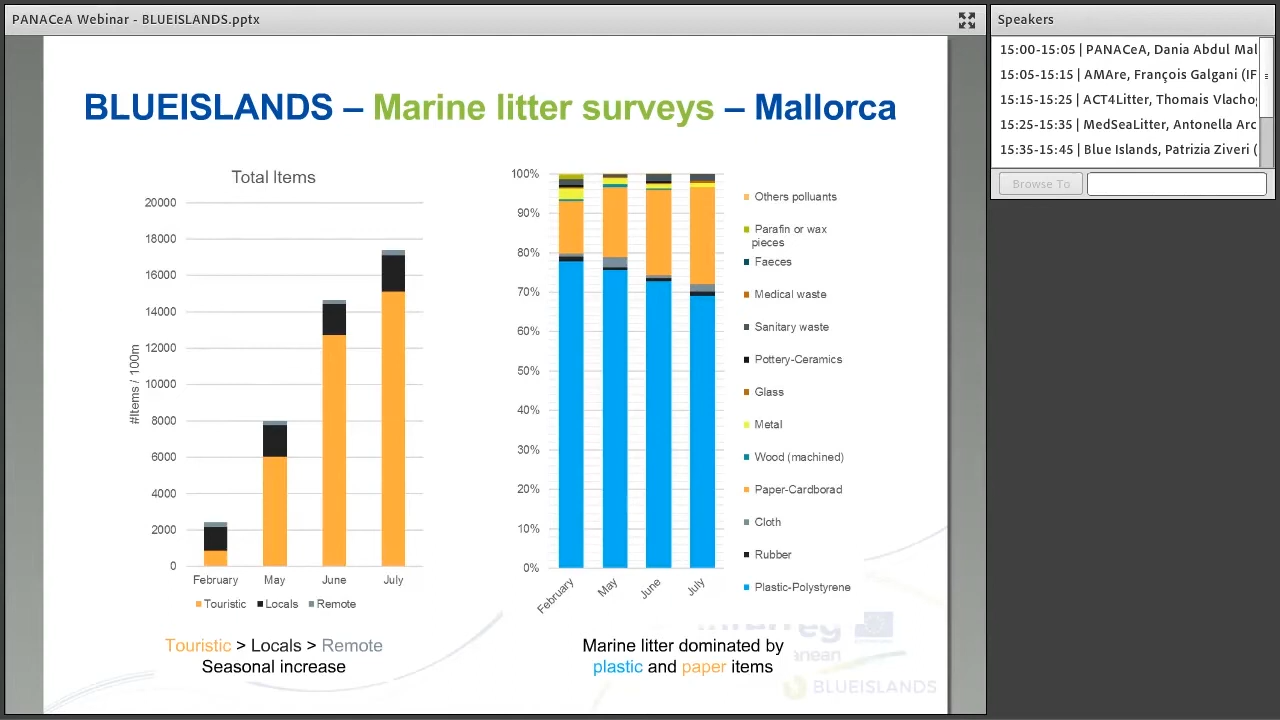 PANACeA Webinar - BLUEISLANDS.pptx
BLUEISLANDS – Marine litter surveys – Mallorca
Total Items
20000
18000
16000
14000
12000
10000
8000
6000
4000
2000
0
#Items / 100m
February May June July
Touristic Locals Remote
Touristic > Locals > Remote
Seasonal increase
100%
90%
80%
70%
60%
50%
40%
30%
20%
10%
0%
February May June July
Others polluants
Parafin or wax
pieces
Faeces
Medical waste
Sanitary waste
Pottery-Ceramics
Glass
Metal
Wood (machined)
Paper-Cardborad
Cloth
Rubber
Plastic-Polystyrene
Marine litter dominated by
plastic and paper items
BLUEISLANDS
Speakers
15:00-15:05 | PANACeA, Dania Abdul Mal
15:05-15:15 | AMAre, François Galgani (IF
15:15-15:25 | ACT4Litter, Thomais Vlacho
15:25-15:35 | MedSeaLitter, Antonella Arc
15:35-15:45 | Blue Islands, Patrizia Ziveri (
Browse To